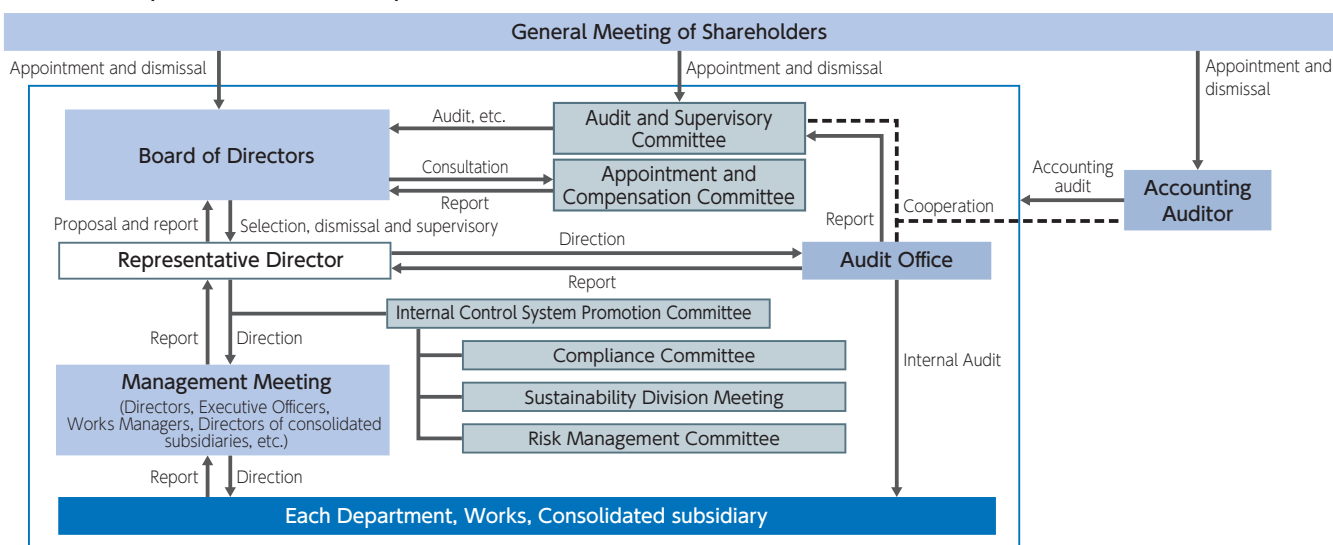 General Meeting of Shareholders
Appointment and dismissal
Appointment and dismissal
Appointment and
dismissal
Audit, etc.
Audit and Supervisory
Committee
Board of Directors
Consultation
Appointment and
Compensation Committee
Report
Accounting
audit
Accounting
Auditor
Cooperation
Report
Proposal and report
Selection, dismissal and supervisory
Representative Director
Direction
Audit Office
Report
Internal Control System Promotion Committee
Report
Direction
Compliance Committee
Internal Audit
Management Meeting
(Directors, Executive Officers,
Works Managers, Directors of consolidated
subsidiaries, etc.)
Sustainability Division Meeting
Risk Management Committee
Report
Direction
Each Department, Works, Consolidated subsidiary